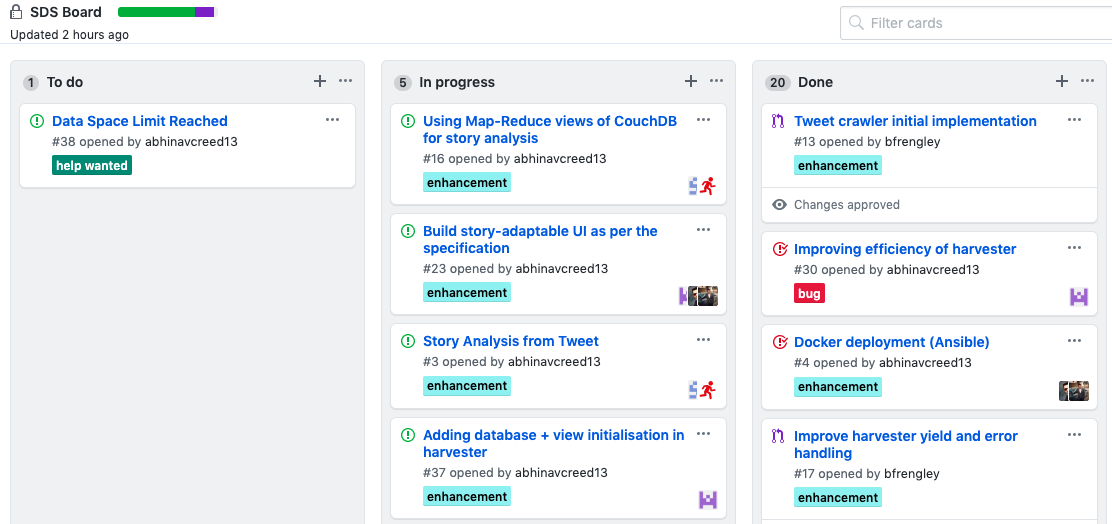 SDS Board
Updated 2 hours ago
Filter cards
1 To do
Data Space Limit Reached
#38 opened by abhinavcreed13
help wanted
5 In progress
Using Map-Reduce views of CouchDB
for story analysis
#16 opened by abhinavcreed13
enhancement
Build story-adaptable UI as per the
specification
#23 opened by abhinavcreed13
enhancement
Story Analysis from Tweet
#3 opened by abhinavcreed13
enhancement
Adding database + view initialisation in
harvester
#37 opened by abhinavcreed13
enhancement
20 Done
Tweet crawler initial implementation
#13 opened by bfrengley
enhancement
Changes approved
Improving efficiency of harvester
#30 opened by abhinavcreed13
bug
Docker deployment (Ansible)
#4 opened by abhinavcreed13
enhancement
Improve harvester yield and error
handling
#17 opened by bfrengley
enhancement